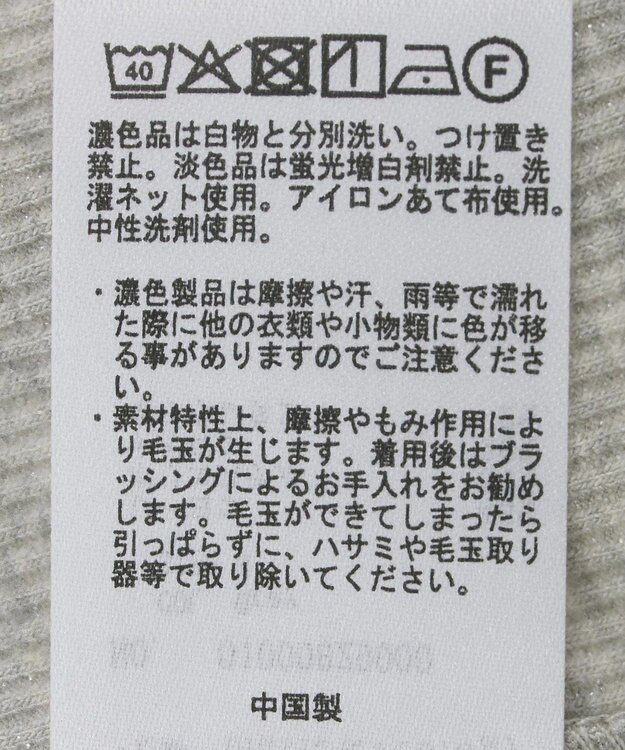 40 F
濃色品は白物と分別洗い。つけ置き
禁止。淡色品は蛍光増白剤禁止。洗
濯ネット使用。アイロンあて布使用。
中性洗剤使用。
・濃色製品は摩擦や汗、雨等で濡れ
た際に他の衣類や小物類に色が移
る事がありますのでご注意くださ
い。
・素材特性上、摩擦やもみ作用によ
り毛玉が生じます。着用後はブラ
ッシングによるお手入れをお勧め
します。毛玉ができてしまったら
引っぱらずに、ハサミや毛玉取り
器等で取り除いてください。
中国製